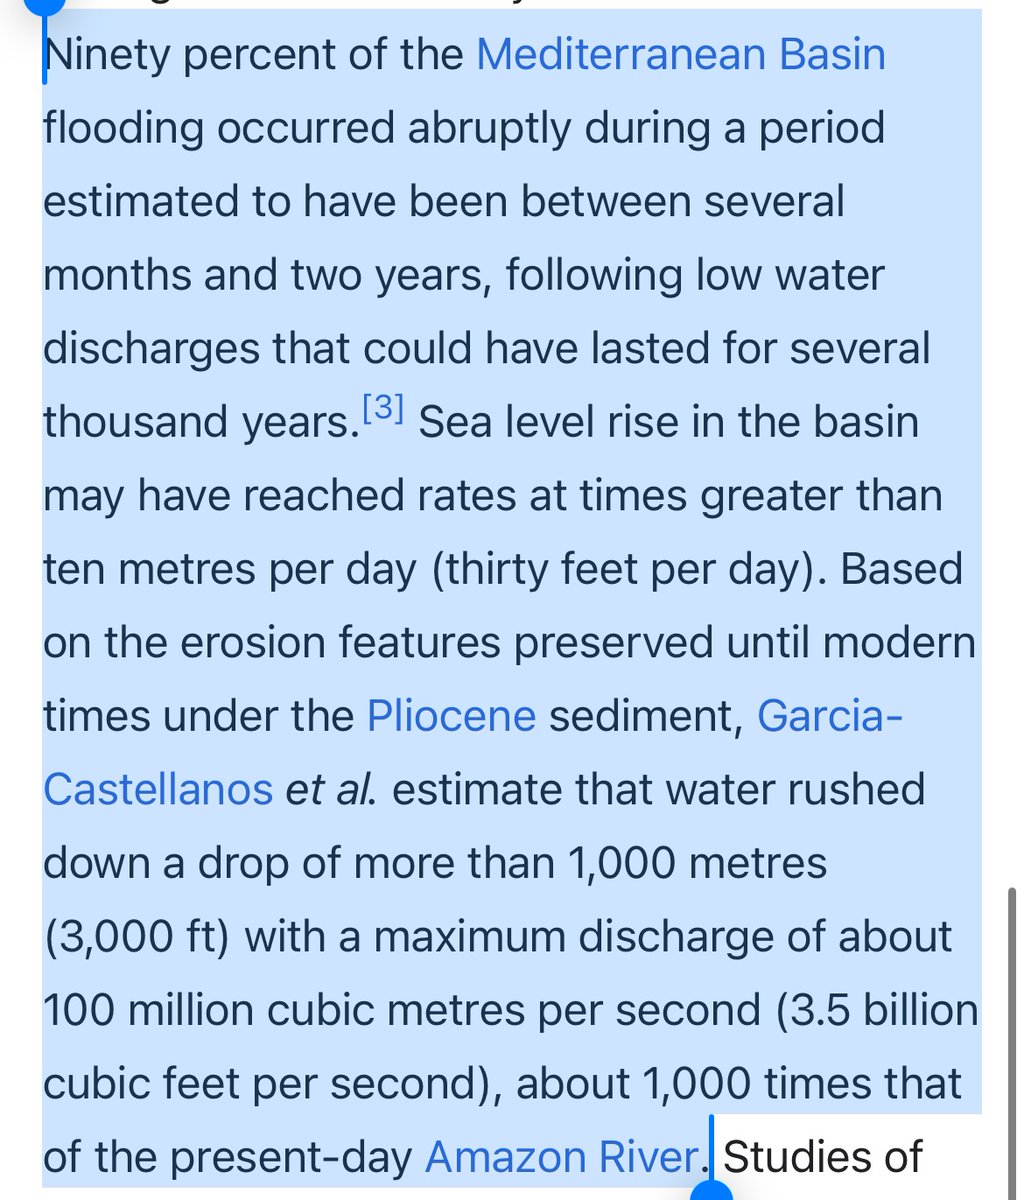 Ninety percent of the Mediterranean Basin
flooding occurred abruptly during a period
estimated to have been between several
months and two years, following low water
discharges that could have lasted for several
thousand years.[3] Sea level rise in the basin
may have reached rates at times greater than
ten metres per day (thirty feet per day). Based
on the erosion features preserved until modern
times under the Pliocene sediment, Garcia-
Castellanos et al. estimate that water rushed
down a drop of more than 1,000 metres
(3,000 ft) with a maximum discharge of about
100 million cubic metres per second (3.5 billion
cubic feet per second), about 1,000 times that
of the present-day Amazon River. Studies of